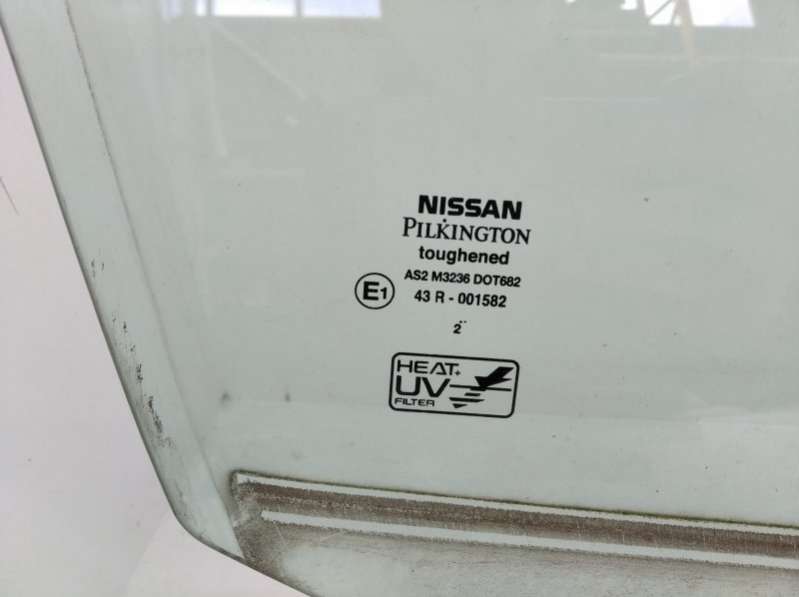 NISSAN
PILKINGTON
toughened
AS2 M3236 DOT682
E1 43 R - 001582
2
HEAT+
UV
FILTER